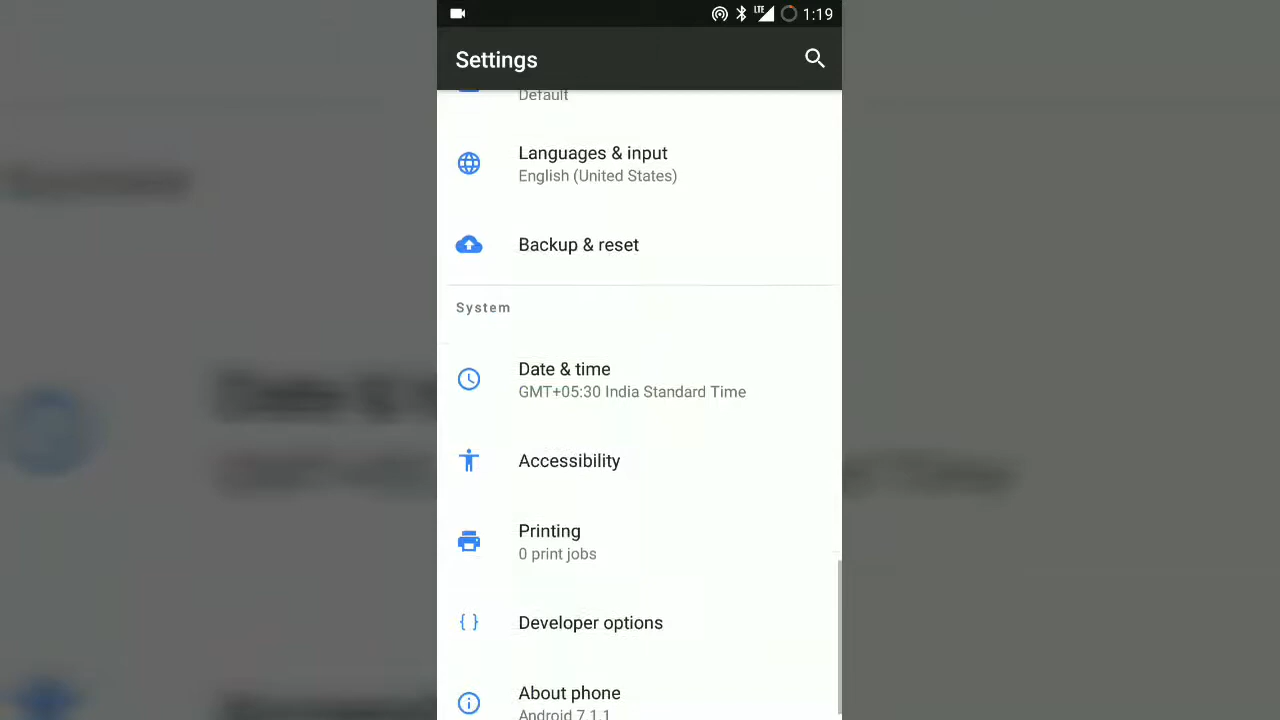 LTE 1:19
Settings
Default
Languages & input
English (United States)
Backup & reset
System
Date & time
GMT+05:30 India Standard Time
Accessibility
Printing
0 print jobs
{ } Developer options
About phone
Android 7.1.1